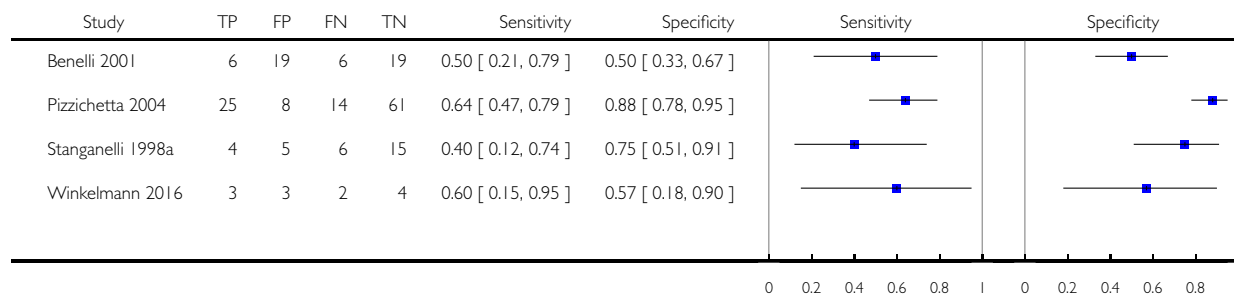 Study TP FP FN TN Sensitivity Specificity Sensitivity Specificity
Benelli 2001 6 19 6 19 0.50 [ 0.21, 0.79 ] 0.50 [ 0.33, 0.67 ]
Pizzichetta 2004 25 8 14 61 0.64 [ 0.47, 0.79 ] 0.88 [ 0.78, 0.95 ]
Stanganelli 1998a 4 5 6 15 0.40 [ 0.12, 0.74 ] 0.75 [ 0.51, 0.91 ]
Winkelmann 2016 3 3 2 4 0.60 [ 0.15, 0.95 ] 0.57 [ 0.18, 0.90 ]
0 0.2 0.4 0.6 0.8 1 0 0.2 0.4 0.6 0.8